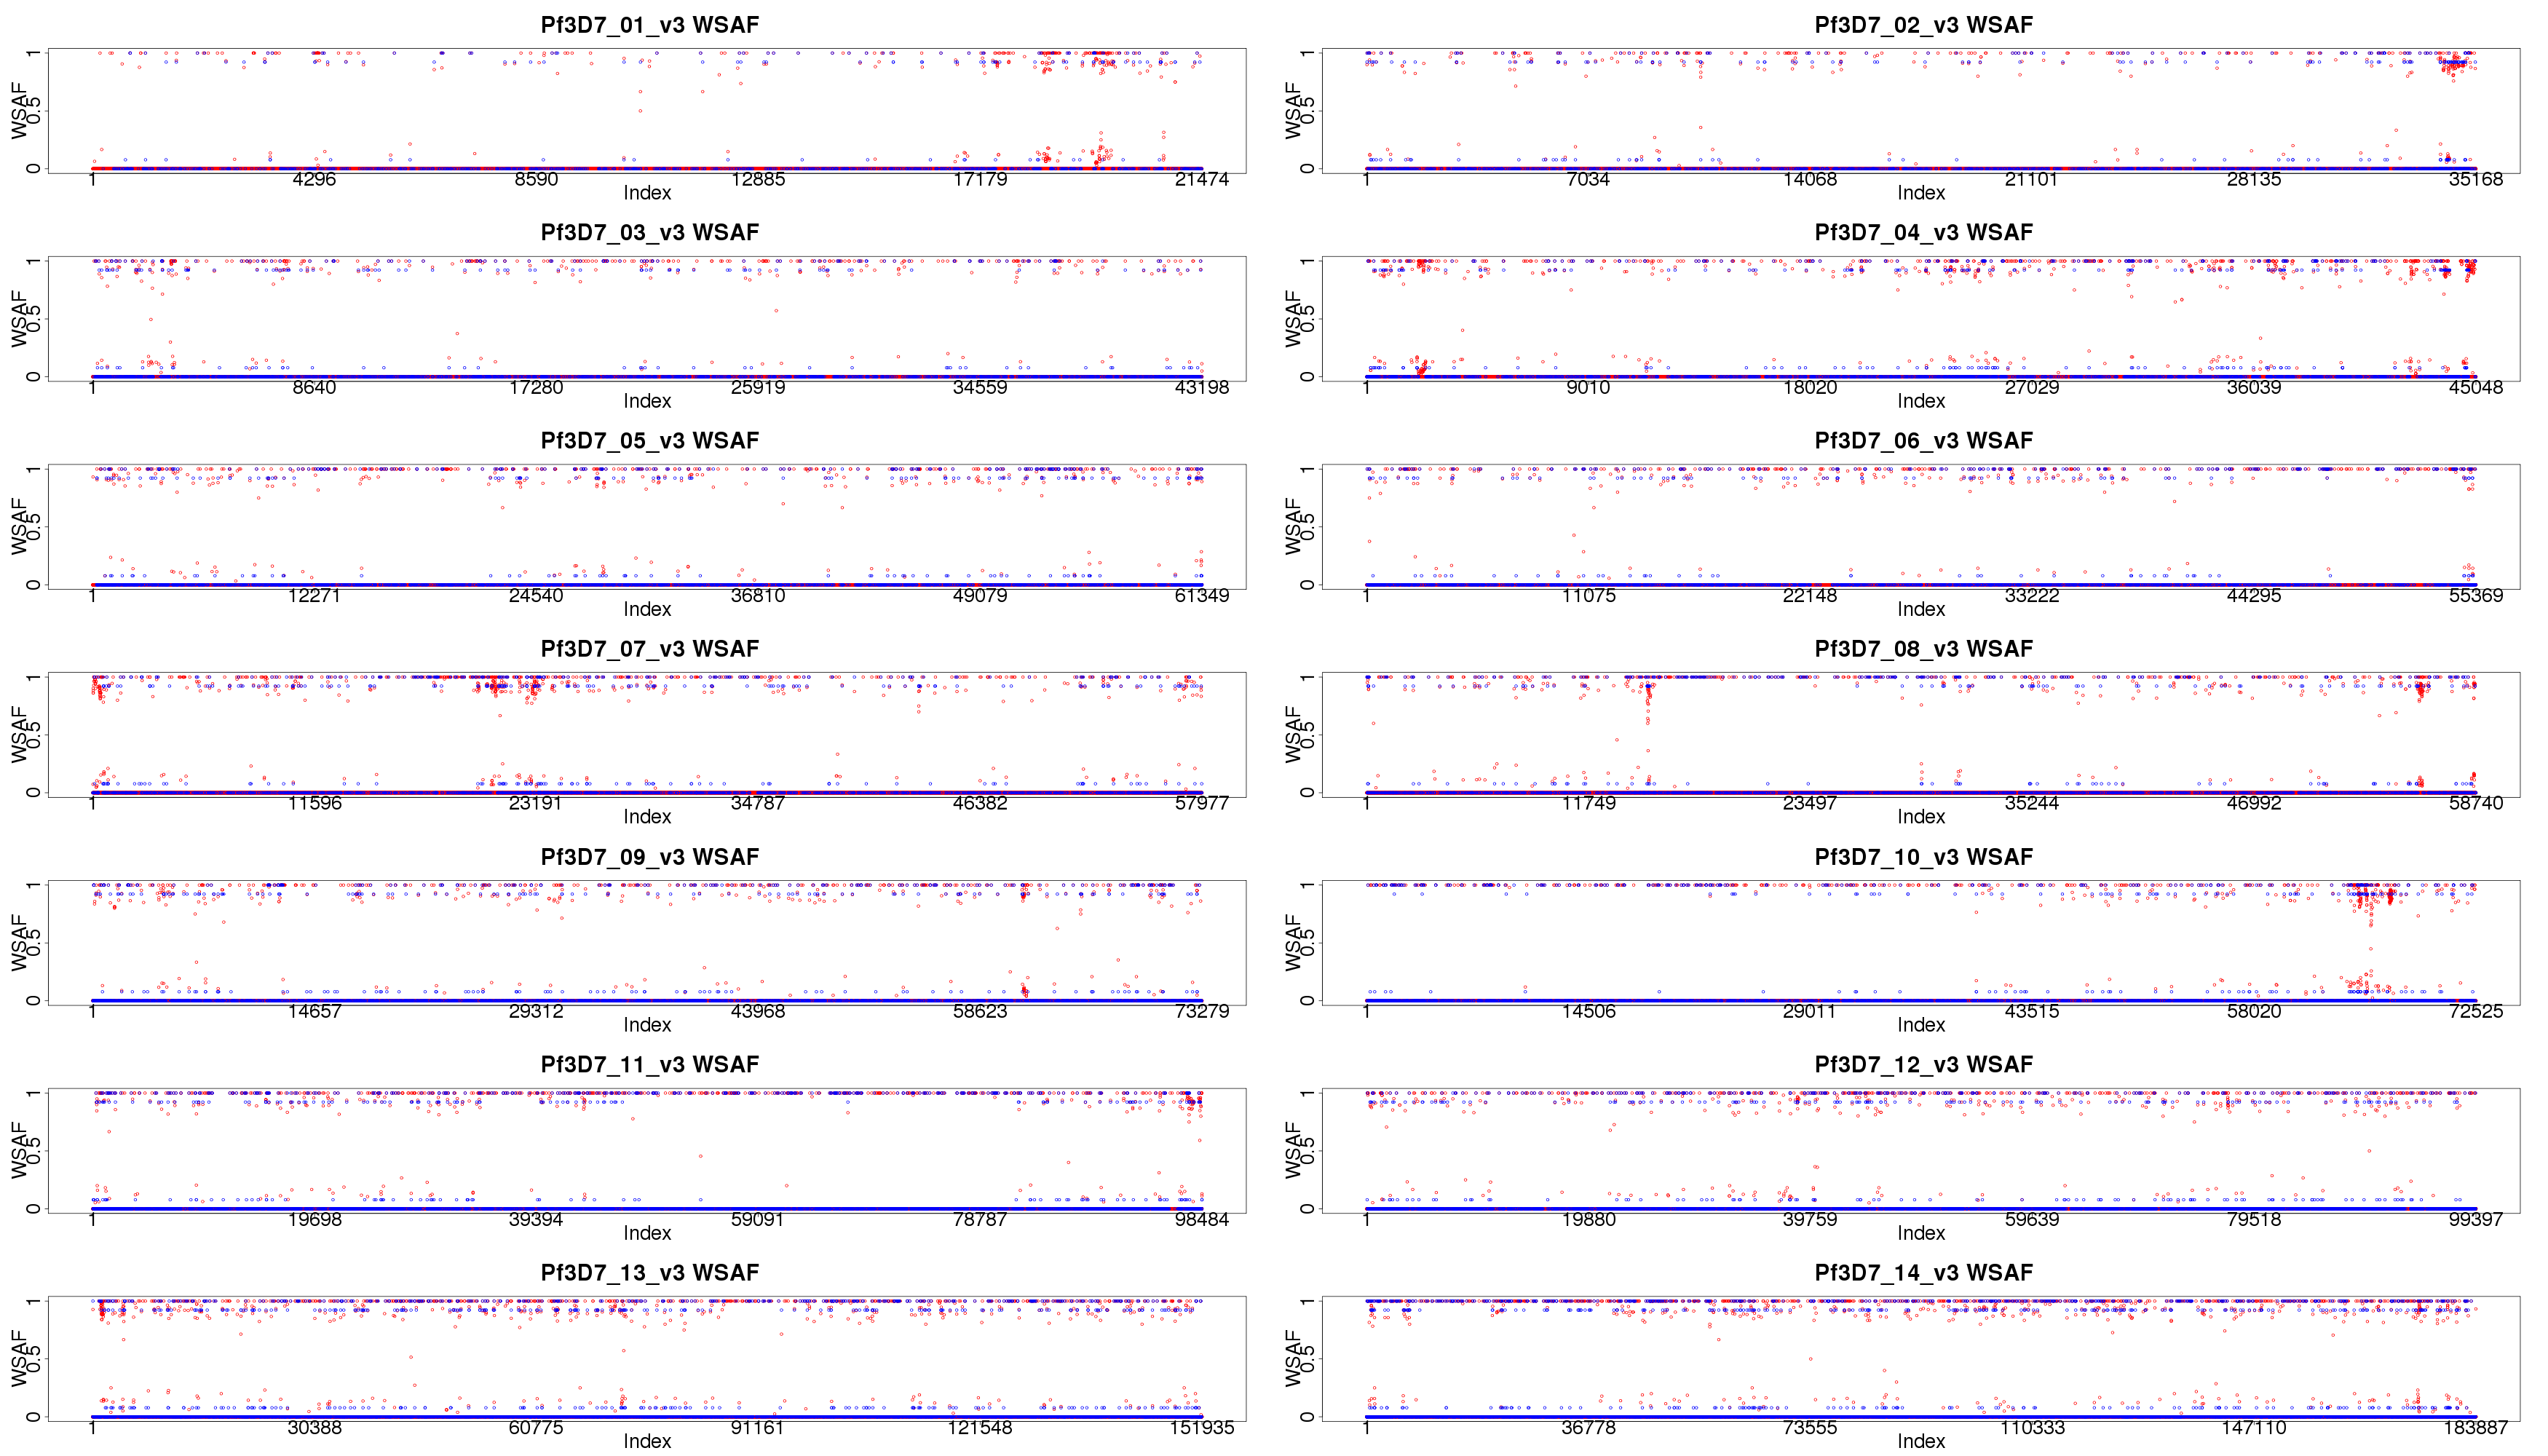 Pf3D7_01_v3 WSAF
WSAF
0 0.5 1
1 4296 8590 12885 17179 21474
Index
Pf3D7_02_v3 WSAF
WSAF
0 0.5 1
1 7034 14068 21101 28135 35168
Index
Pf3D7_03_v3 WSAF
WSAF
0 0.5 1
1 8640 17280 25919 34559 43198
Index
Pf3D7_04_v3 WSAF
WSAF
0 0.5 1
1 9010 18020 27029 36039 45048
Index
Pf3D7_05_v3 WSAF
WSAF
0 0.5 1
1 12271 24540 36810 49079 61349
Index
Pf3D7_06_v3 WSAF
WSAF
0 0.5 1
1 11075 22148 33222 44295 55369
Index
Pf3D7_07_v3 WSAF
WSAF
0 0.5 1
1 11596 23191 34787 46382 57977
Index
Pf3D7_08_v3 WSAF
WSAF
0 0.5 1
1 11749 23497 35244 46992 58740
Index
Pf3D7_09_v3 WSAF
WSAF
0 0.5 1
1 14657 29312 43968 58623 73279
Index
Pf3D7_10_v3 WSAF
WSAF
0 0.5 1
1 14506 29011 43515 58020 72525
Index
Pf3D7_11_v3 WSAF
WSAF
0 0.5 1
1 19698 39394 59091 78787 98484
Index
Pf3D7_12_v3 WSAF
WSAF
0 0.5 1
1 19880 39759 59639 79518 99397
Index
Pf3D7_13_v3 WSAF
WSAF
0 0.5 1
1 30388 60775 91161 121548 151935
Index
Pf3D7_14_v3 WSAF
WSAF
0 0.5 1
1 36778 73555 110333 147110 183887
Index